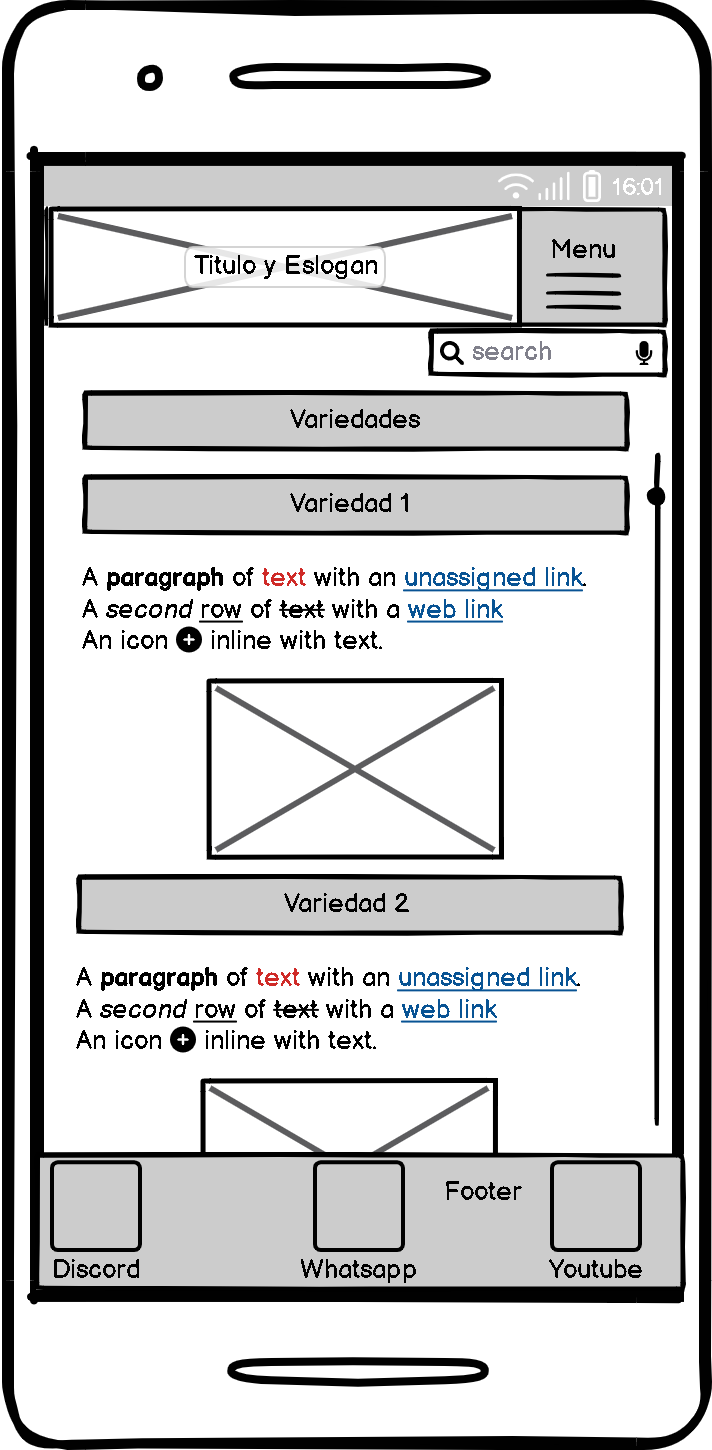 16:01
Titulo y Eslogan
Menu
search
Variedades
Variedad 1
A paragraph of text with an unassigned link.
A second row of text with a web link
An icon inline with text.
Variedad 2
A paragraph of text with an unassigned link.
A second row of text with a web link
An icon inline with text.
Footer
Discord
Whatsapp
Youtube